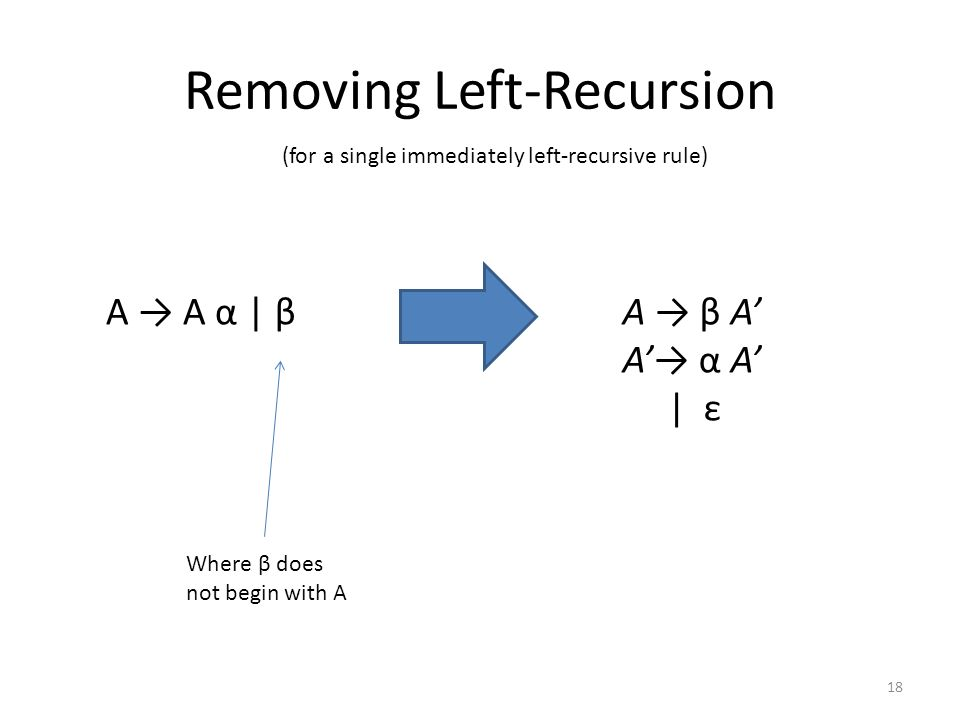 Removing Left-Recursion
(for a single immediately left-recursive rule)
A → A α | β
A → β A’
A’→ α A’
| ε
Where β does
not begin with A
18